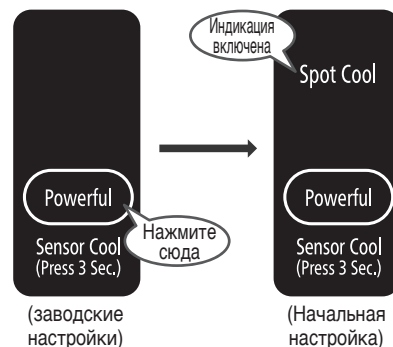 Powerful
Нажмите
сюда
Sensor Cool
(Press 3 Sec.)
(заводские
настройки)
Индикация
включена
Spot Cool
Powerful
Sensor Cool
(Press 3 Sec.)
(Начальная
настройка)